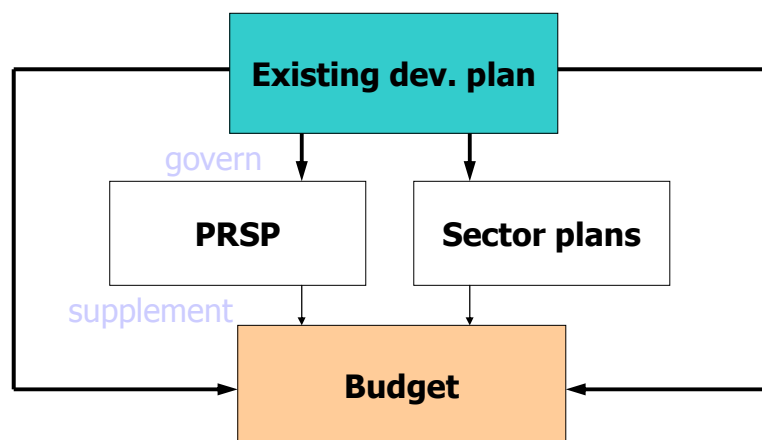 Existing dev. plan
govern
PRSP
Sector plans
supplement
Budget